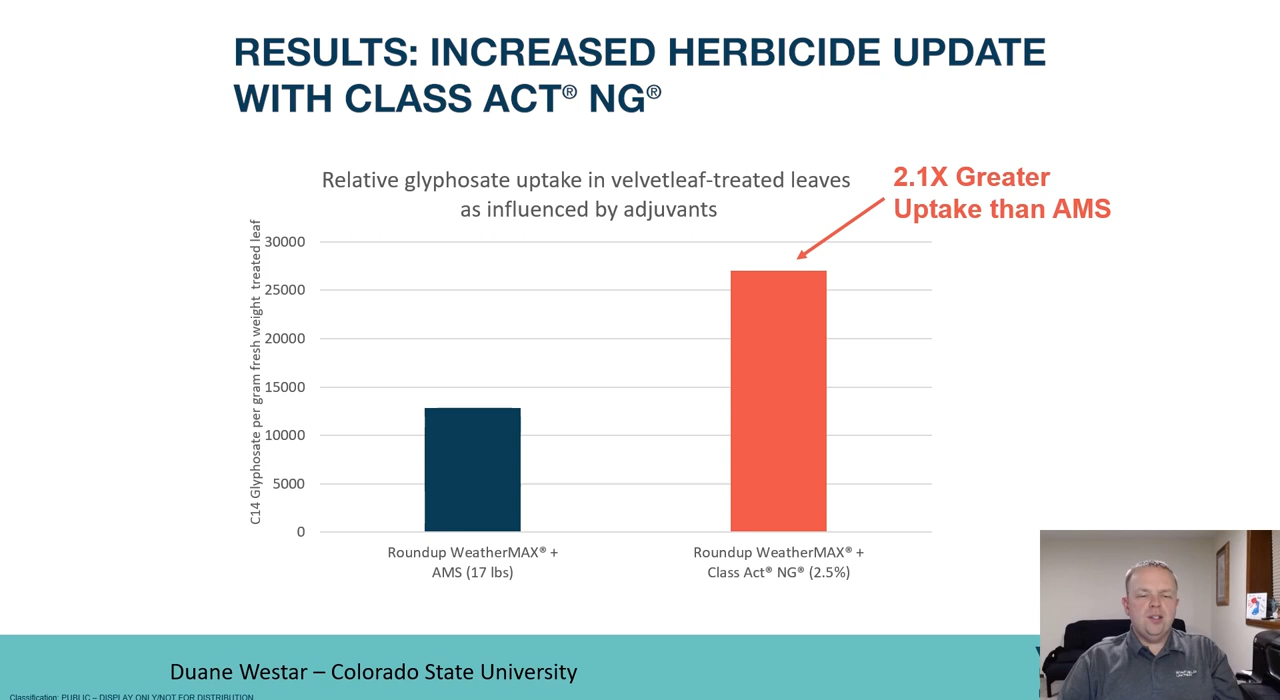 RESULTS: INCREASED HERBICIDE UPDATE
WITH CLASS ACT® NG®
Relative glyphosate uptake in velvetleaf-treated leaves
as influenced by adjuvants
2.1X Greater
Uptake than AMS
C14 Glyphosate per gram fresh weight treated leaf
30000
25000
20000
15000
10000
5000
0
Roundup WeatherMAX® +
AMS (17 lbs)
Roundup WeatherMAX® +
Class Act® NG® (2.5%)
Duane Westar – Colorado State University
Classification: PUBLIC – DISPLAY ONLY/NOT FOR DISTRIBUTION